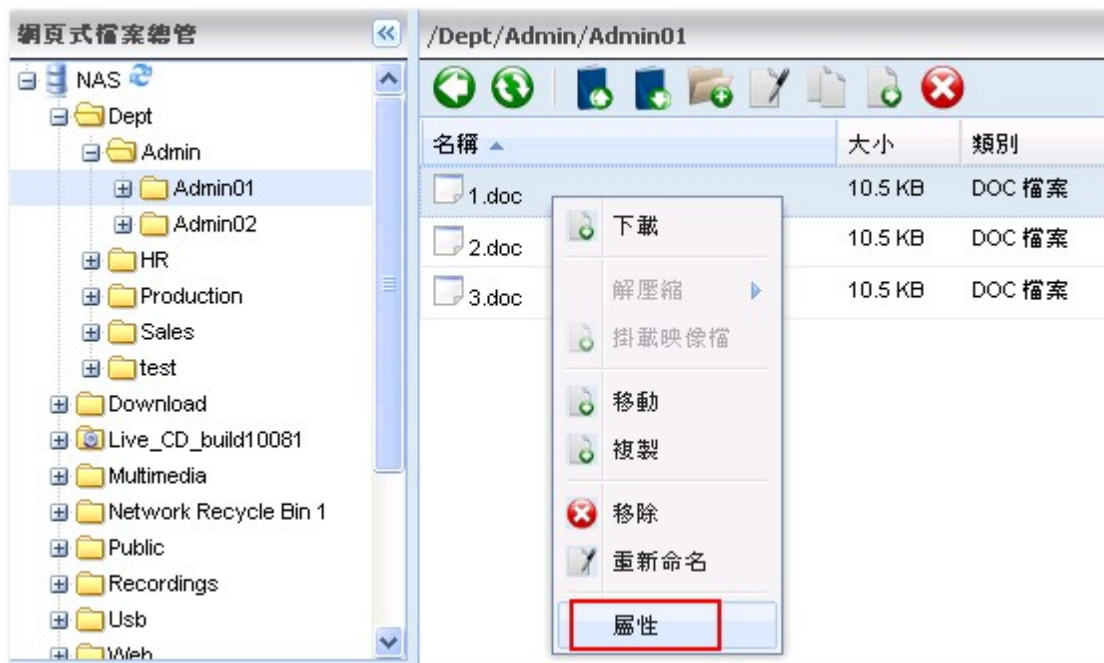 網頁式檔案總管
NAS
Dept
Admin
Admin01
Admin02
HR
Production
Sales
test
Download
Live_CD_build10081
Multimedia
Network Recycle Bin 1
Public
Recordings
Usb
Web
/Dept/Admin/Admin01
名稱 大小 類別
1.doc 10.5 KB DOC 檔案
2.doc 10.5 KB DOC 檔案
3.doc 10.5 KB DOC 檔案
下載
解壓縮
掛載映像檔
移動
複製
移除
重新命名
屬性